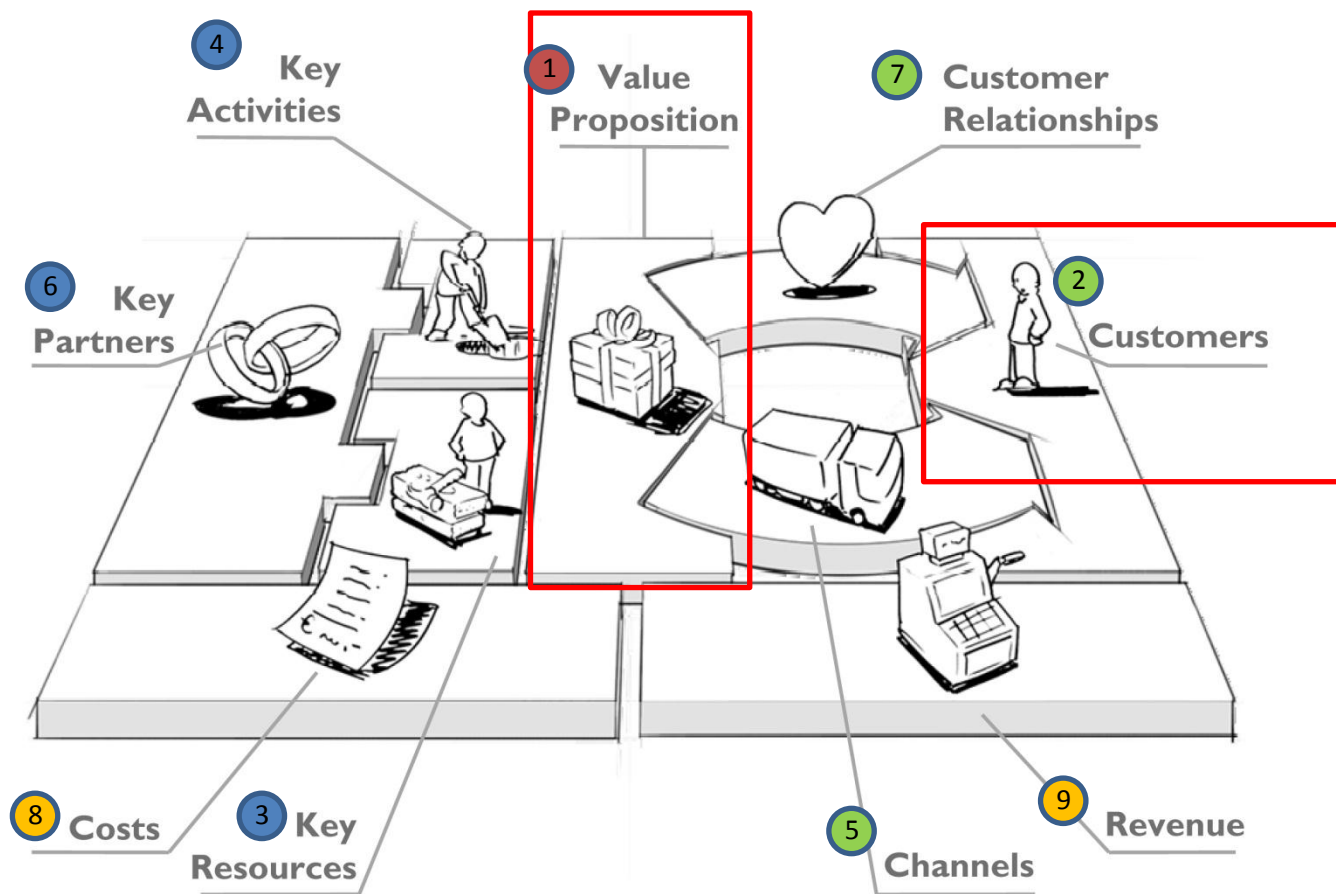 4
Key
Activities
1
Value
Proposition
7
Customer
Relationships
6
Key
Partners
2
Customers
8
Costs
3
Key
Resources
5
Channels
9
Revenue